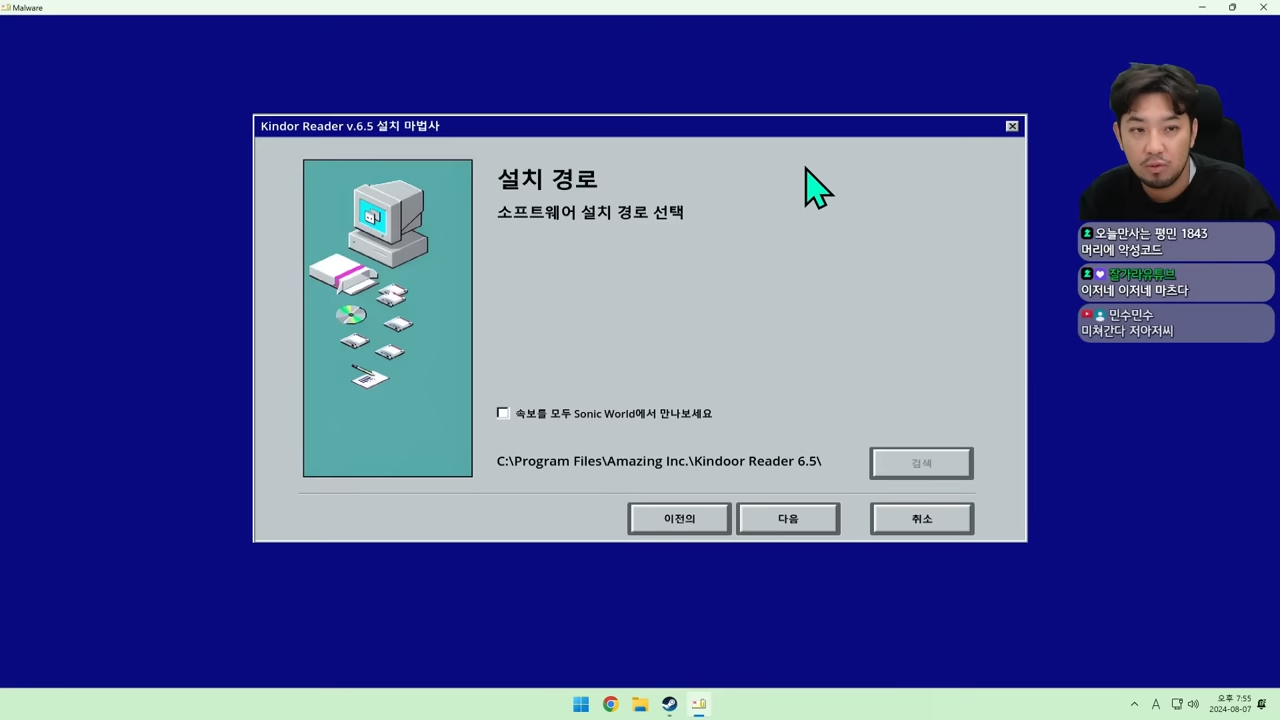 Malware
Kindor Reader v.6.5 설치 마법사
설치 경로
소프트웨어 설치 경로 선택
속보를 모두 Sonic World에서 만나보세요
C:\Program Files\Amazing Inc.\Kindoor Reader 6.5\
검색
이전의
다음
취소
오늘만사는 평민 1843
머리에 악성코드
잘가라유튜브
이저네 이저네 마츠다
민수민수
미쳐간다 저아저씨
A
오후 7:55
2024-08-07